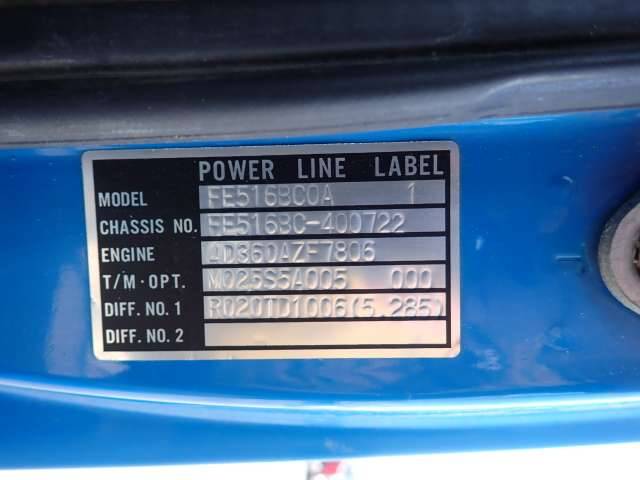 POWER LINE LABEL
MODEL FE516BC0A 1
CHASSIS NO. FE516BC-400722
ENGINE 4D36DAZF7806
T/M·OPT. M025S5A005 000
DIFF. NO. 1 R020TD1006(5.285)
DIFF. NO. 2